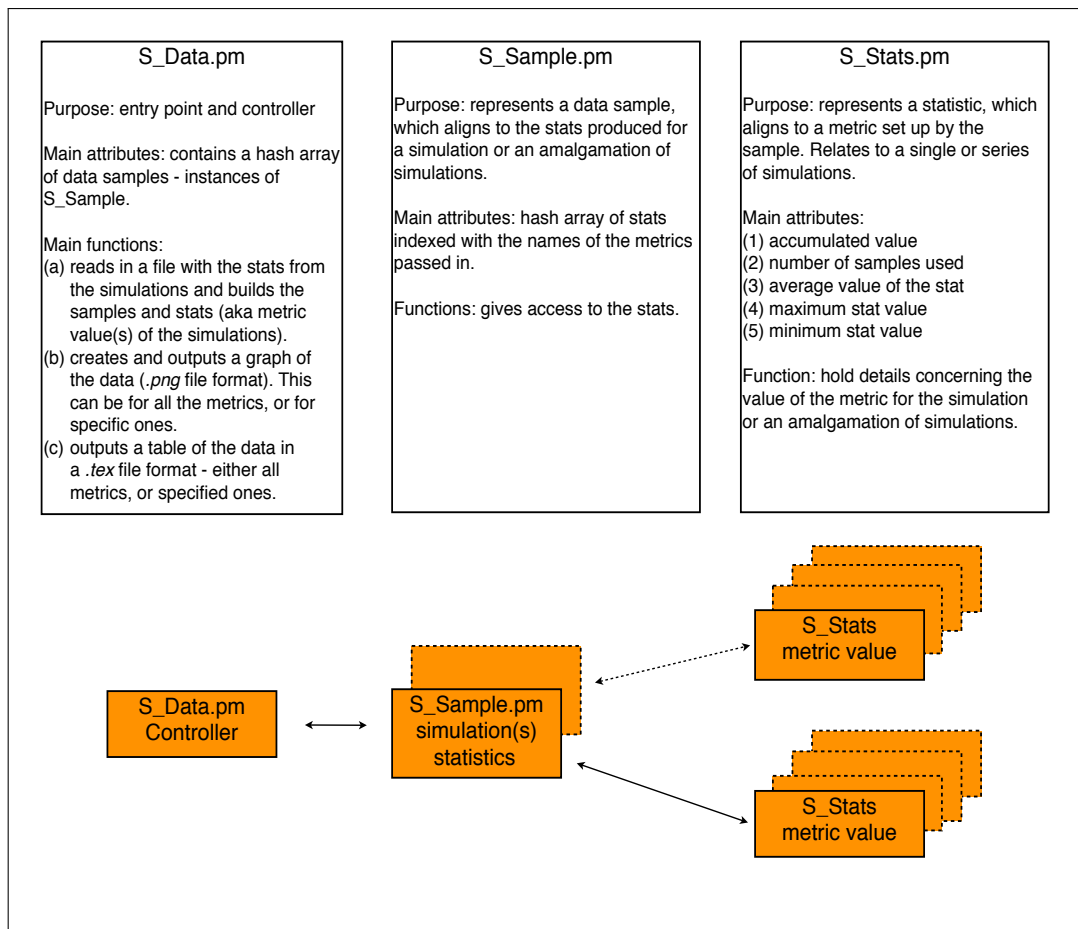 S_Data.pm
Purpose: entry point and controller
Main attributes: contains a hash array
of data samples - instances of
S_Sample.
Main functions:
(a) reads in a file with the stats from
the simulations and builds the
samples and stats (aka metric
value(s) of the simulations).
(b) creates and outputs a graph of
the data (.png file format). This
can be for all the metrics, or for
specific ones.
(c) outputs a table of the data in
a .tex file format - either all
metrics, or specified ones.
S_Sample.pm
Purpose: represents a data sample,
which aligns to the stats produced for
a simulation or an amalgamation of
simulations.
Main attributes: hash array of stats
indexed with the names of the metrics
passed in.
Functions: gives access to the stats.
S_Stats.pm
Purpose: represents a statistic, which
aligns to a metric set up by the
sample. Relates to a single or series
of simulations.
Main attributes:
(1) accumulated value
(2) number of samples used
(3) average value of the stat
(4) maximum stat value
(5) minimum stat value
Function: hold details concerning the
value of the metric for the simulation
or an amalgamation of simulations.
S_Data.pm
Controller
S_Sample.pm
simulation(s)
statistics
S_Stats
metric value
S_Stats
metric value